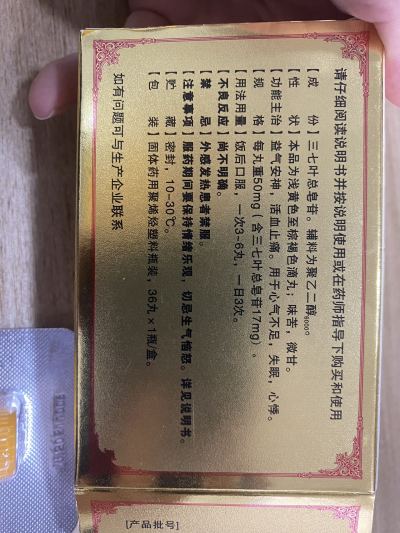 请仔细阅读说明书并按说明使用或在药师指导下购买和使用
【成 份】三七叶总皂苷。辅料为聚乙二醇6000。
【性 状】本品为浅黄色至棕褐色滴丸；味苦，微甘。
【功能主治】益气安神，活血止痛。用于心气不足，失眠，心悸。
【规 格】每丸重50mg（含三七叶总皂苷17mg）。
【用法用量】饭后口服，一次3~6丸，一日3次。
【不良反应】尚不明确。
【禁 忌】外感发热患者禁服。
【注意事项】服药期间要保持情绪乐观，切忌生气恼怒。详见说明书。
【贮 藏】密封，10~30℃。
【包 装】固体药用聚烯烃塑料瓶装，36丸×1瓶/盒。
如有问题可与生产企业联系
[产品批号]